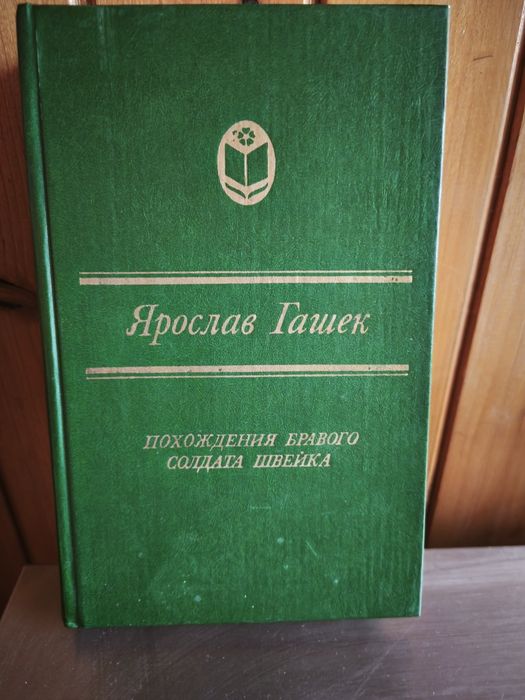 Ярослав Гашек
ПОХОЖДЕНИЯ БРАВОГО
СОЛДАТА ШВЕЙКА